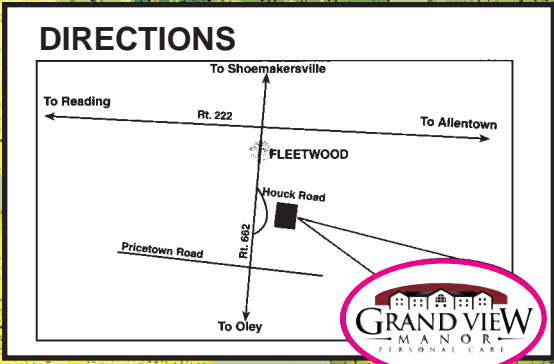 DIRECTIONS
To Shoemakersville
To Reading
Rt. 222
To Allentown
FLEETWOOD
Houck Road
Rt. 662
Pricetown Road
To Oley
GRAND VIEW
MANOR
PERSONAL CARE